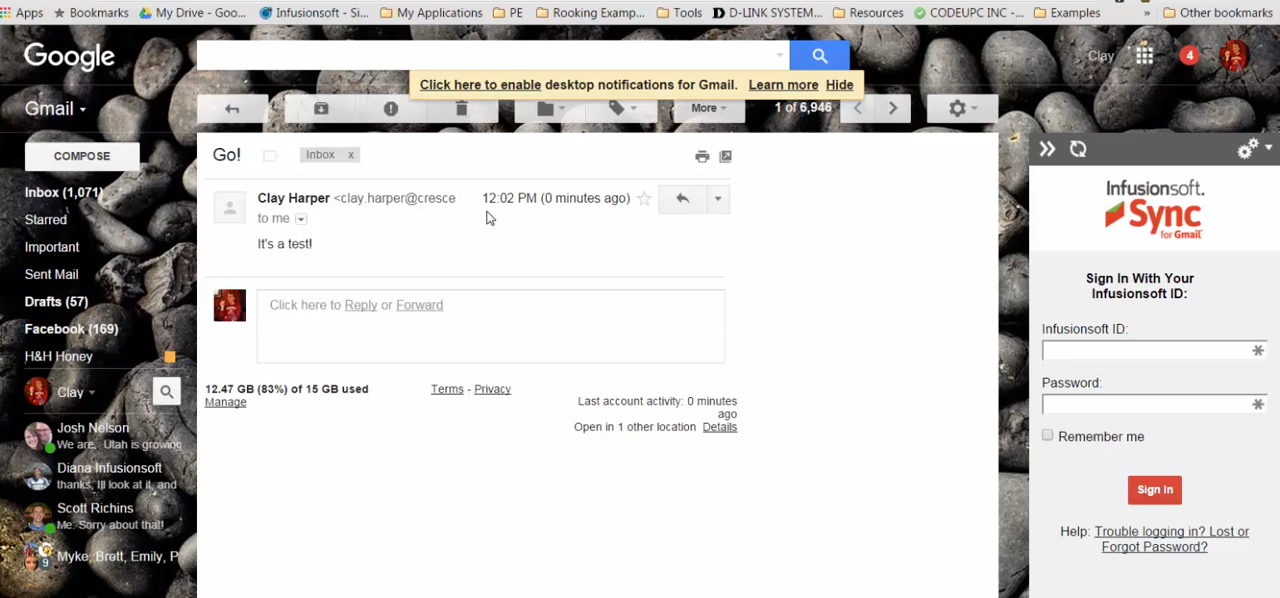 Apps ★ Bookmarks My Drive - Goo... Infusionsoft - Si... My Applications PE Rooking Examp... Tools D-LINK SYSTEM... Resources CODEUPC INC -... Examples » Other bookmarks
Google Clay 4
Click here to enable desktop notifications for Gmail. Learn more Hide
Gmail More 1 of 6,946
COMPOSE Go! Inbox x
Inbox (1,071) Clay Harper <clay.harper@cresce 12:02 PM (0 minutes ago)
Starred to me
Important It's a test!
Sent Mail
Drafts (57) Click here to Reply or Forward
Facebook (169)
H&H Honey
12.47 GB (83%) of 15 GB used Terms - Privacy
Manage Last account activity: 0 minutes
ago
Open in 1 other location Details
Clay
Josh Nelson
We are. Utah is growing
Diana Infusionsoft
thanks, Ill look at it, and
Scott Richins
Me: Sorry about that!
Myke, Brett, Emily, P
9
Infusionsoft.
Sync
for Gmail
Sign In With Your
Infusionsoft ID:
Infusionsoft ID:
Password:
Remember me
Sign In
Help: Trouble logging in? Lost or
Forgot Password?